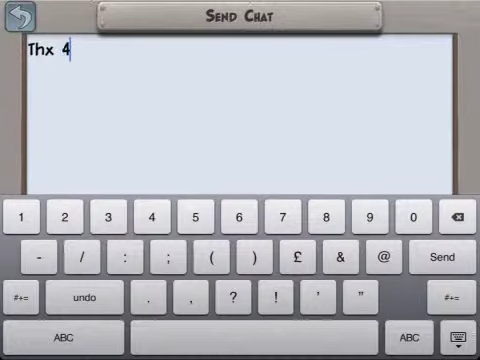 Send Chat
Thx 4
1 2 3 4 5 6 7 8 9 0
- / : ; ( ) £ & @ Send
#+= undo . , ? ! ' " #+=
ABC ABC